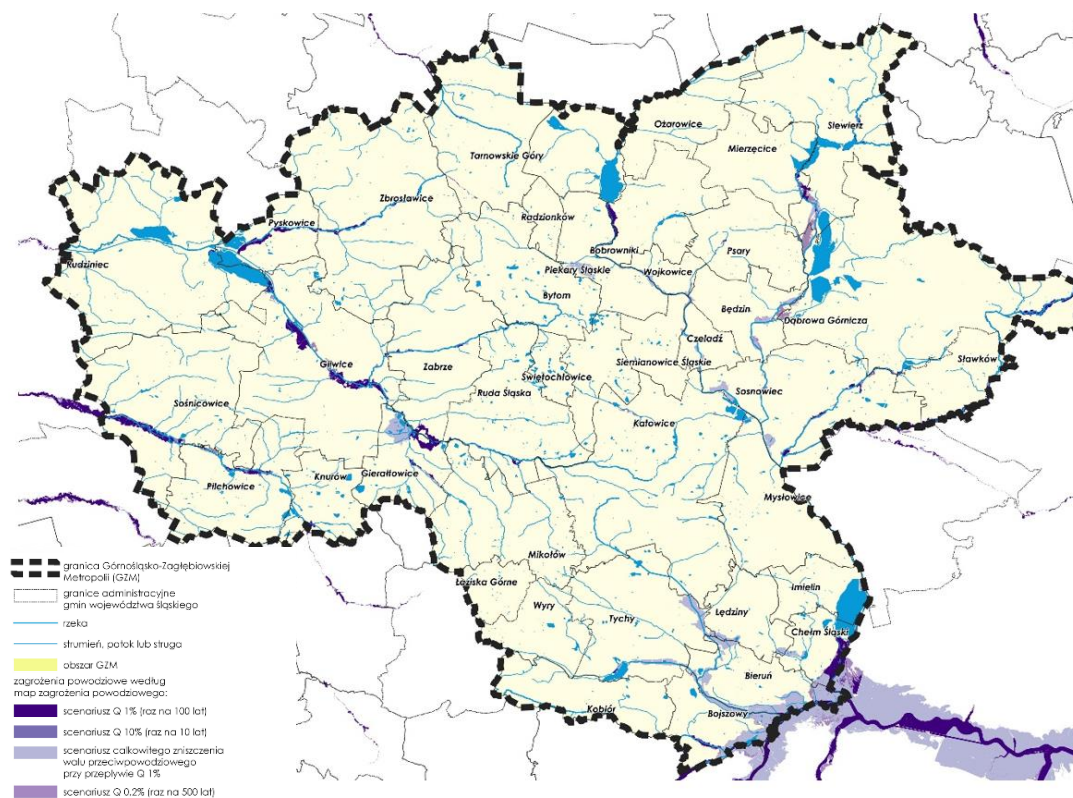 Ożarowice
Siewierz
Mierzęcice
Tarnowskie Góry
Zbrosławice
Radzionków
Pyskowice
Bobrowniki
Psary
Rudziniec
Piekary Śląskie
Wojkowice
Bytom
Będzin
Dąbrowa Górnicza
Czeladź
Gliwice
Zabrze
Siemianowice Śląskie
Sławków
Świętochłowice
Sosnowiec
Ruda Śląska
Sośnicowice
Katowice
Gierałtowice
Knurów
Pilchowice
Mysłowice
Mikołów
Łaziska Górne
Imielin
Wyry
Lędziny
Tychy
Chełm Śląski
Bieruń
Kobiór
Bojszowy
granica Górnośląsko-Zagłębiowskiej
Metropolii (GZM)
granice administracyjne
gmin województwa śląskiego
rzeka
strumień, potok lub struga
obszar GZM
zagrożenia powodziowe według
map zagrożenia powodziowego:
scenariusz Q 1% (raz na 100 lat)
scenariusz Q 10% (raz na 10 lat)
scenariusz całkowitego zniszczenia
wału przeciwpowodziowego
przy przepływie Q 1%
scenariusz Q 0.2% (raz na 500 lat)